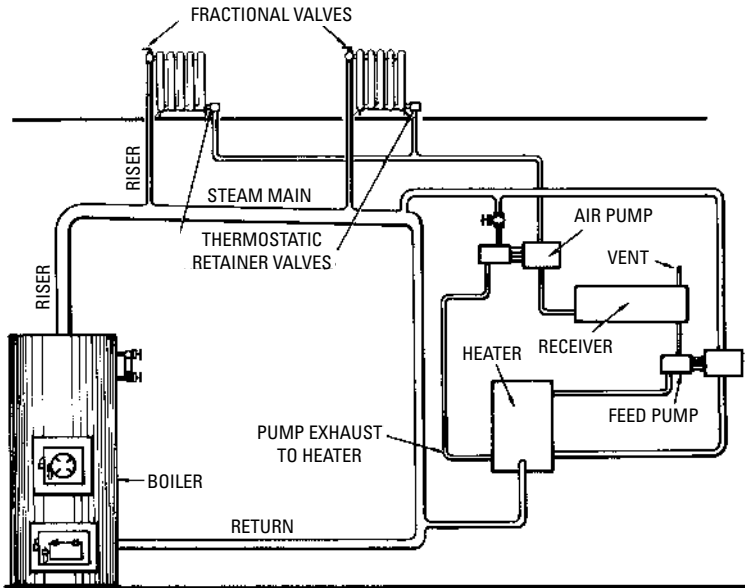 FRACTIONAL VALVES
RISER
STEAM MAIN
THERMOSTATIC
RETAINER VALVES
AIR PUMP
VENT
RISER
RECEIVER
HEATER
FEED PUMP
PUMP EXHAUST
TO HEATER
BOILER
RETURN